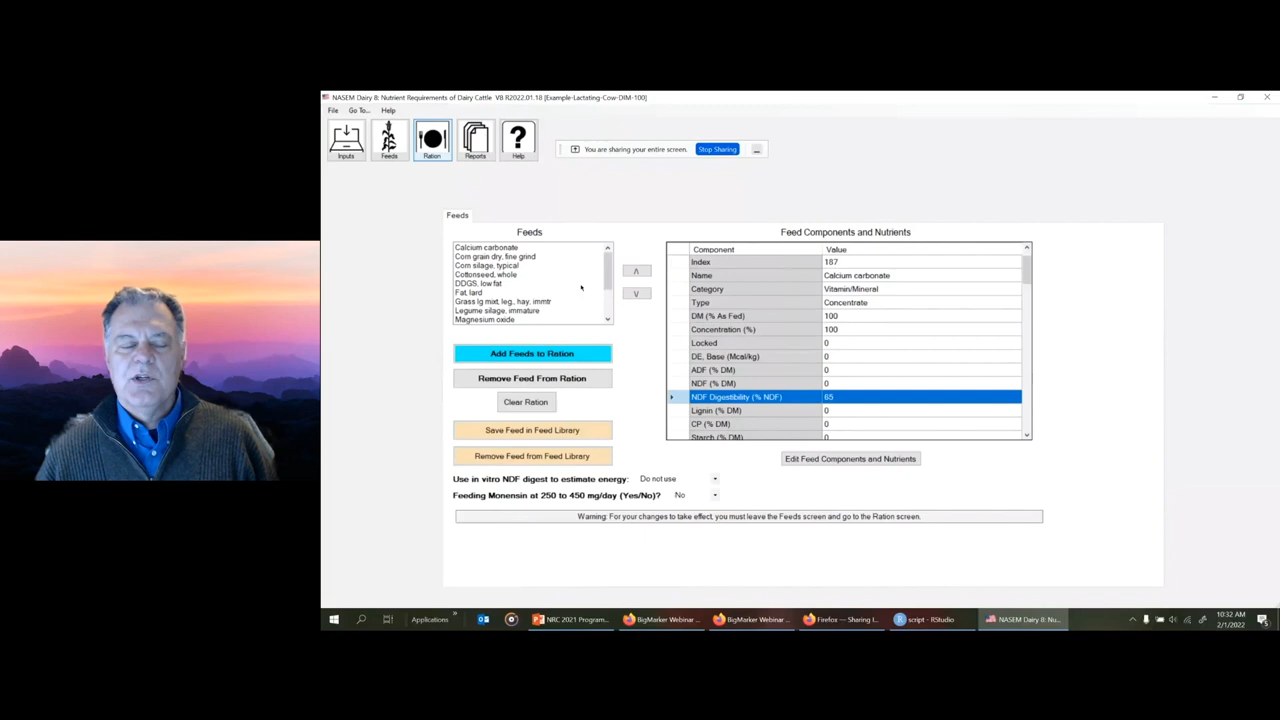 NASEM Dairy 8: Nutrient Requirements of Dairy Cattle V8 R2022.01.18 [Example-Lactating-Cow-DIM-100]
File Go To... Help
Inputs Feeds Ration Reports Help
You are sharing your entire screen. Stop Sharing
Feeds
Feeds
Calcium carbonate
Corn grain dry, fine grind
Corn silage, typical
Cottonseed, whole
DDGS, low fat
Fat, lard
Grass lg mixt, leg., hay, immtr
Legume silage, immature
Magnesium oxide
Add Feeds to Ration
Remove Feed From Ration
Clear Ration
Save Feed in Feed Library
Remove Feed from Feed Library
Feed Components and Nutrients
Component Value
Index 187
Name Calcium carbonate
Category Vitamin/Mineral
Type Concentrate
DM (% As Fed) 100
Concentration (%) 100
Locked 0
DE, Base (Mcal/kg) 0
ADF (% DM) 0
NDF (% DM) 0
NDF Digestibility (% NDF) 65
Lignin (% DM) 0
CP (% DM) 0
Starch (% DM) 0
Edit Feed Components and Nutrients
Use in vitro NDF digest to estimate energy: Do not use
Feeding Monensin at 250 to 450 mg/day (Yes/No)? No
Warning: For your changes to take effect, you must leave the Feeds screen and go to the Ration screen.
Applications » NRC 2021 Program... BigMarker Webinar ... BigMarker Webinar ... Firefox — Sharing I... script - RStudio NASEM Dairy 8: Nu...
10:32 AM
2/1/2022